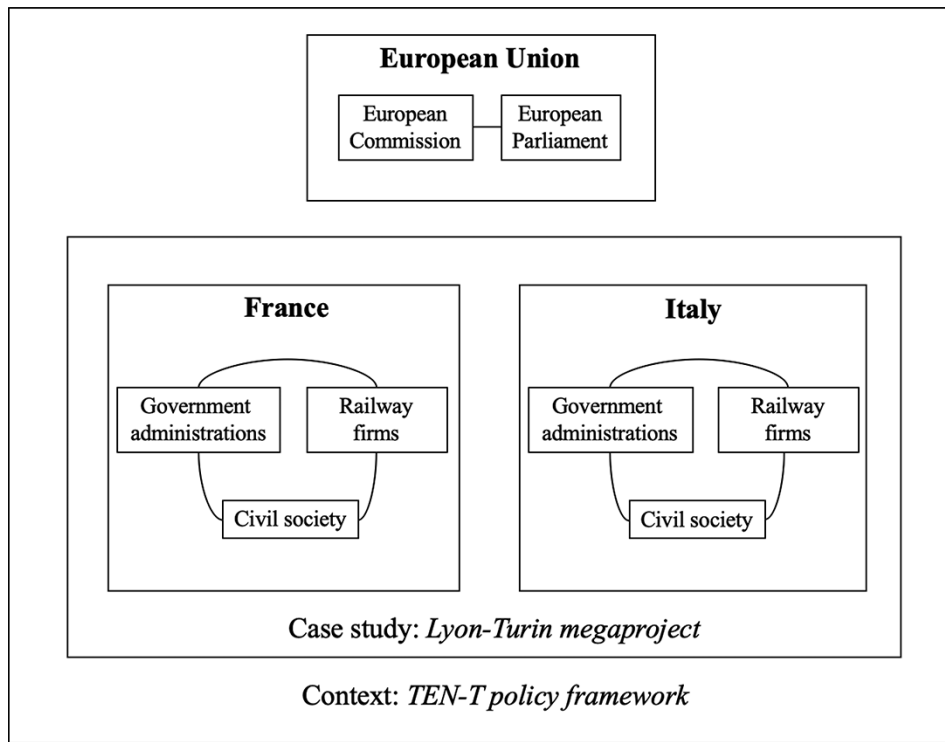 European Union
European
Commission
European
Parliament
France
Government
administrations
Railway
firms
Civil society
Italy
Government
administrations
Railway
firms
Civil society
Case study: Lyon-Turin megaproject
Context: TEN-T policy framework